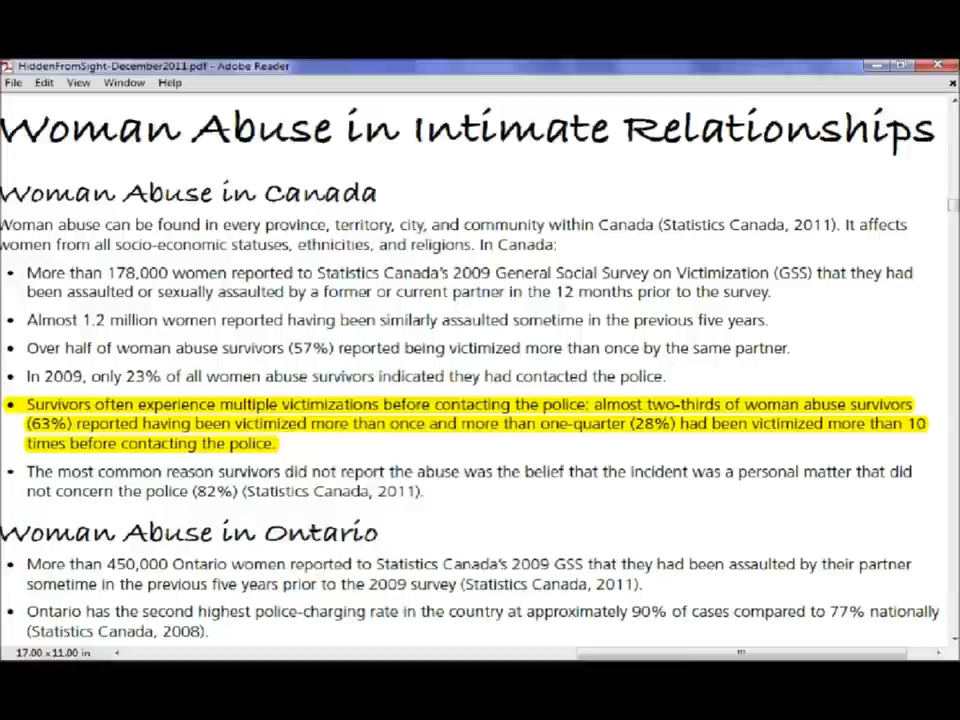 HiddenFromSight-December2011.pdf - Adobe Reader
File Edit View Window Help
Woman Abuse in Intimate Relationships
Woman Abuse in Canada
Woman abuse can be found in every province, territory, city, and community within Canada (Statistics Canada, 2011). It affects
women from all socio-economic statuses, ethnicities, and religions. In Canada:
• More than 178,000 women reported to Statistics Canada's 2009 General Social Survey on Victimization (GSS) that they had
been assaulted or sexually assaulted by a former or current partner in the 12 months prior to the survey.
• Almost 1.2 million women reported having been similarly assaulted sometime in the previous five years.
• Over half of woman abuse survivors (57%) reported being victimized more than once by the same partner.
• In 2009, only 23% of all women abuse survivors indicated they had contacted the police.
• Survivors often experience multiple victimizations before contacting the police: almost two-thirds of woman abuse survivors
(63%) reported having been victimized more than once and more than one-quarter (28%) had been victimized more than 10
times before contacting the police.
• The most common reason survivors did not report the abuse was the belief that the incident was a personal matter that did
not concern the police (82%) (Statistics Canada, 2011).
Woman Abuse in Ontario
• More than 450,000 Ontario women reported to Statistics Canada's 2009 GSS that they had been assaulted by their partner
sometime in the previous five years prior to the 2009 survey (Statistics Canada, 2011).
• Ontario has the second highest police-charging rate in the country at approximately 90% of cases compared to 77% nationally
(Statistics Canada, 2008).
17.00 x 11.00 in